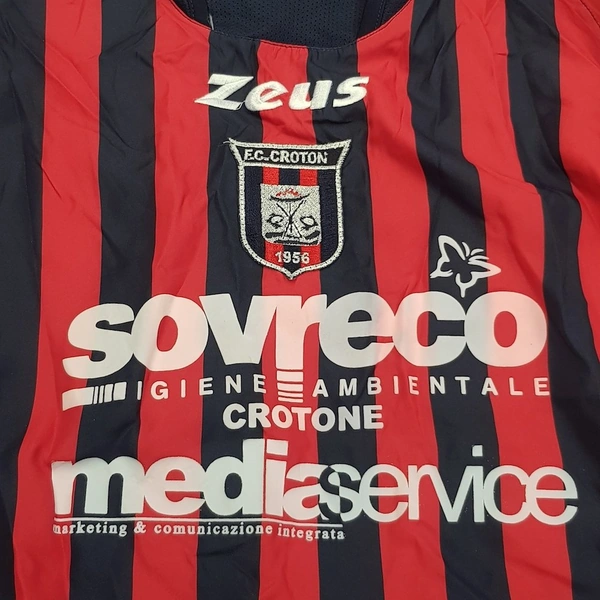 Zeus
F.C. CROTON
1956
sovreco
IGIENE AMBIENTALE
CROTONE
mediaservice
marketing & comunicazione integrata